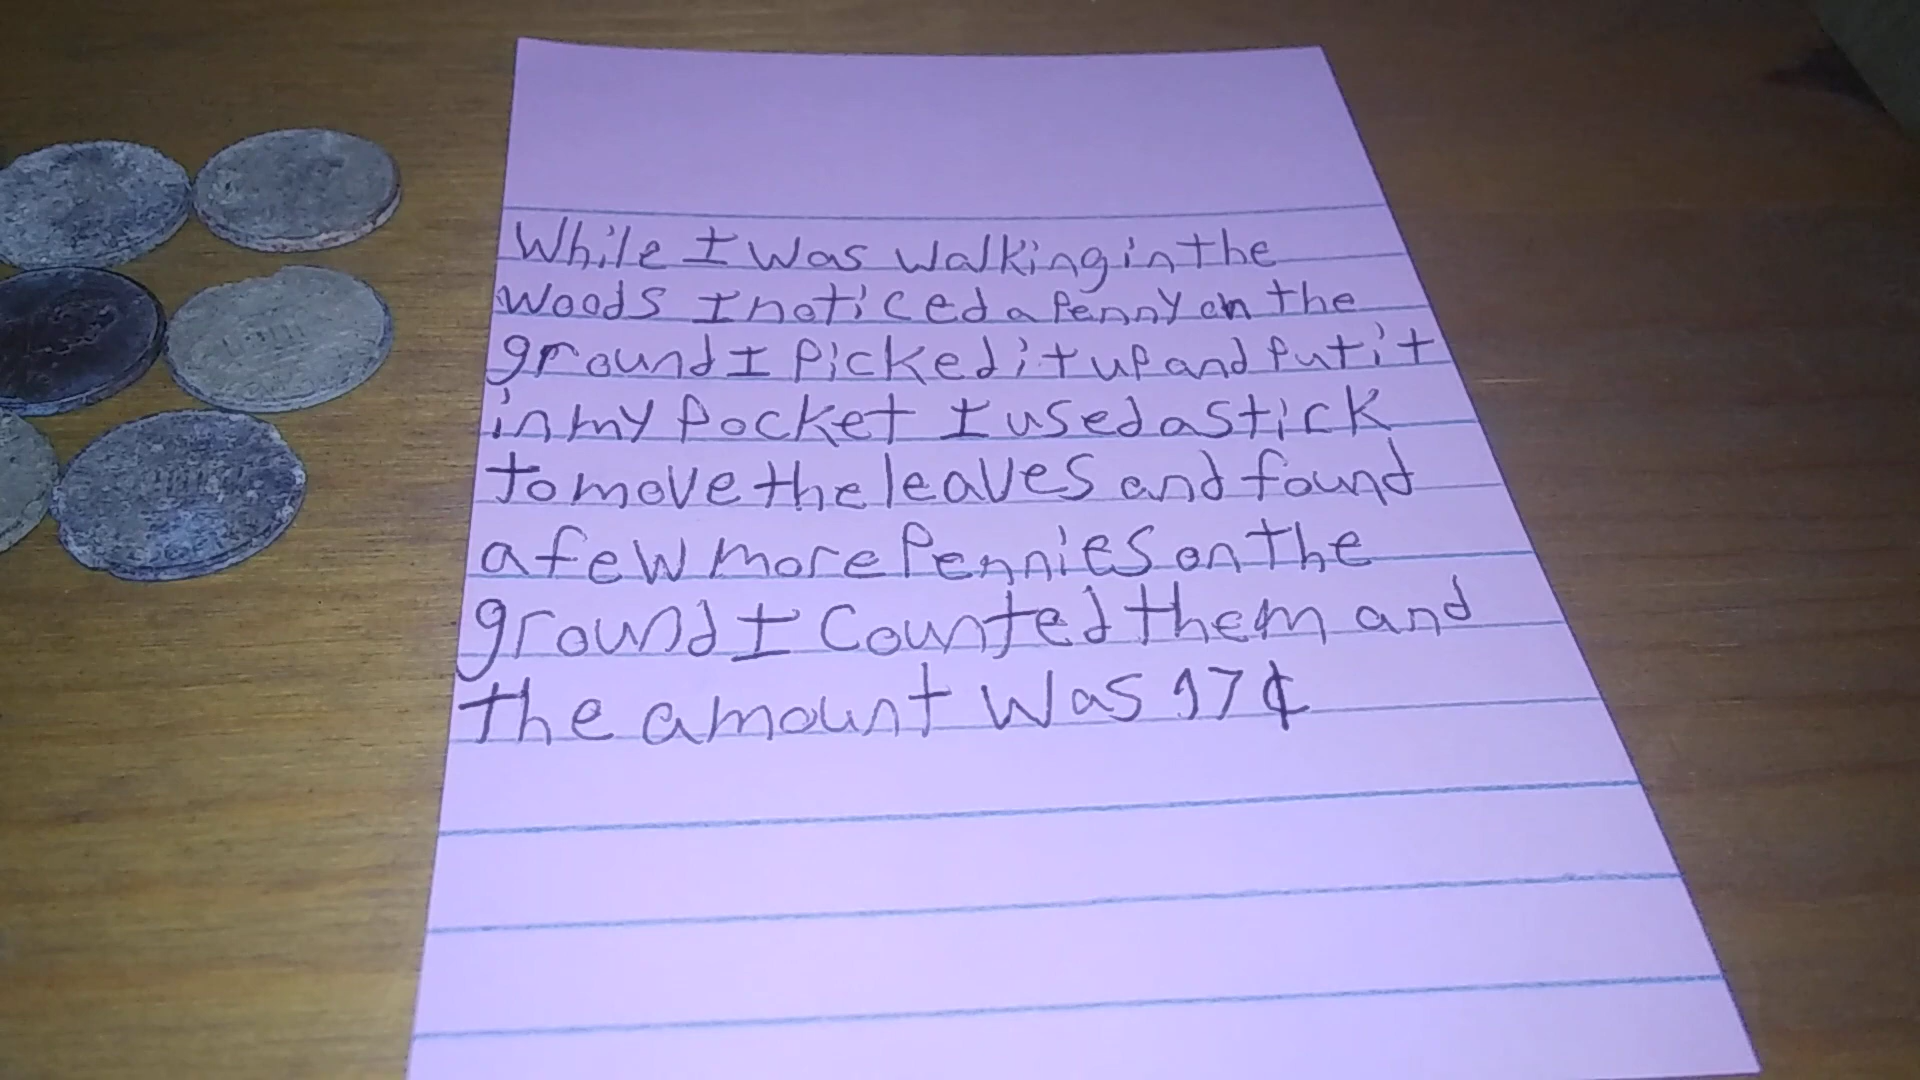 While I was walking in the
woods I noticed a penny on the
ground I picked it up and put it
in my pocket I used a stick
to move the leaves and found
a few more pennies on the
ground I counted them and
the amount was 17¢